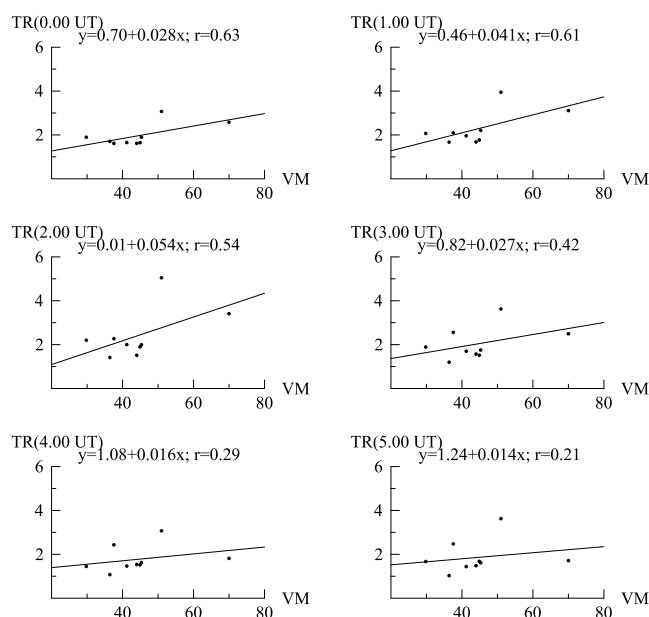 TR(0.00 UT)
y=0.70+0.028x; r=0.63
6
4
2
40 60 80 VM
TR(1.00 UT)
y=0.46+0.041x; r=0.61
6
4
2
40 60 80 VM
TR(2.00 UT)
y=0.01+0.054x; r=0.54
6
4
2
40 60 80 VM
TR(3.00 UT)
y=0.82+0.027x; r=0.42
6
4
2
40 60 80 VM
TR(4.00 UT)
y=1.08+0.016x; r=0.29
6
4
2
40 60 80 VM
TR(5.00 UT)
y=1.24+0.014x; r=0.21
6
4
2
40 60 80 VM